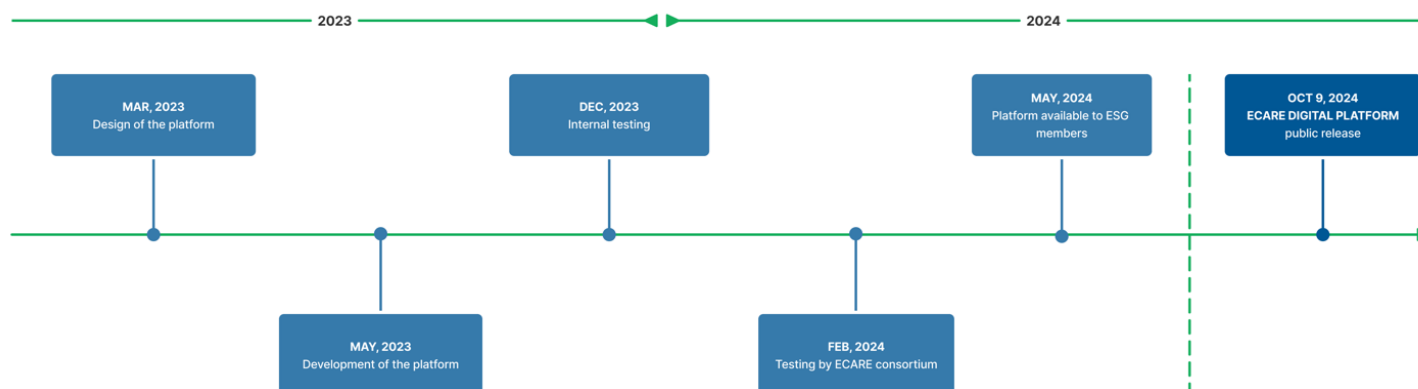 2023
2024
MAR, 2023
Design of the platform
DEC, 2023
Internal testing
MAY, 2024
Platform available to ESG
members
OCT 9, 2024
ECARE DIGITAL PLATFORM
public release
MAY, 2023
Development of the platform
FEB, 2024
Testing by ECARE consortium